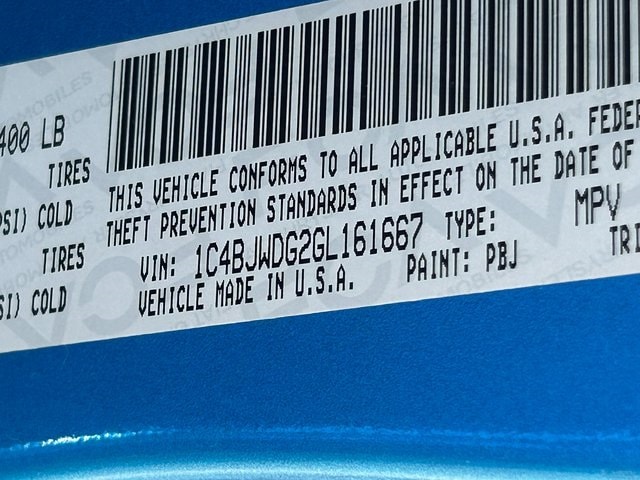 400 LB
TIRES
SI) COLD
TIRES
SI) COLD
THIS VEHICLE CONFORMS TO ALL APPLICABLE U.S.A. FEDER
THEFT PREVENTION STANDARDS IN EFFECT ON THE DATE OF
VIN: 1C4BJWDG2GL161667 TYPE: MPV
VEHICLE MADE IN U.S.A. PAINT: PBJ TRI